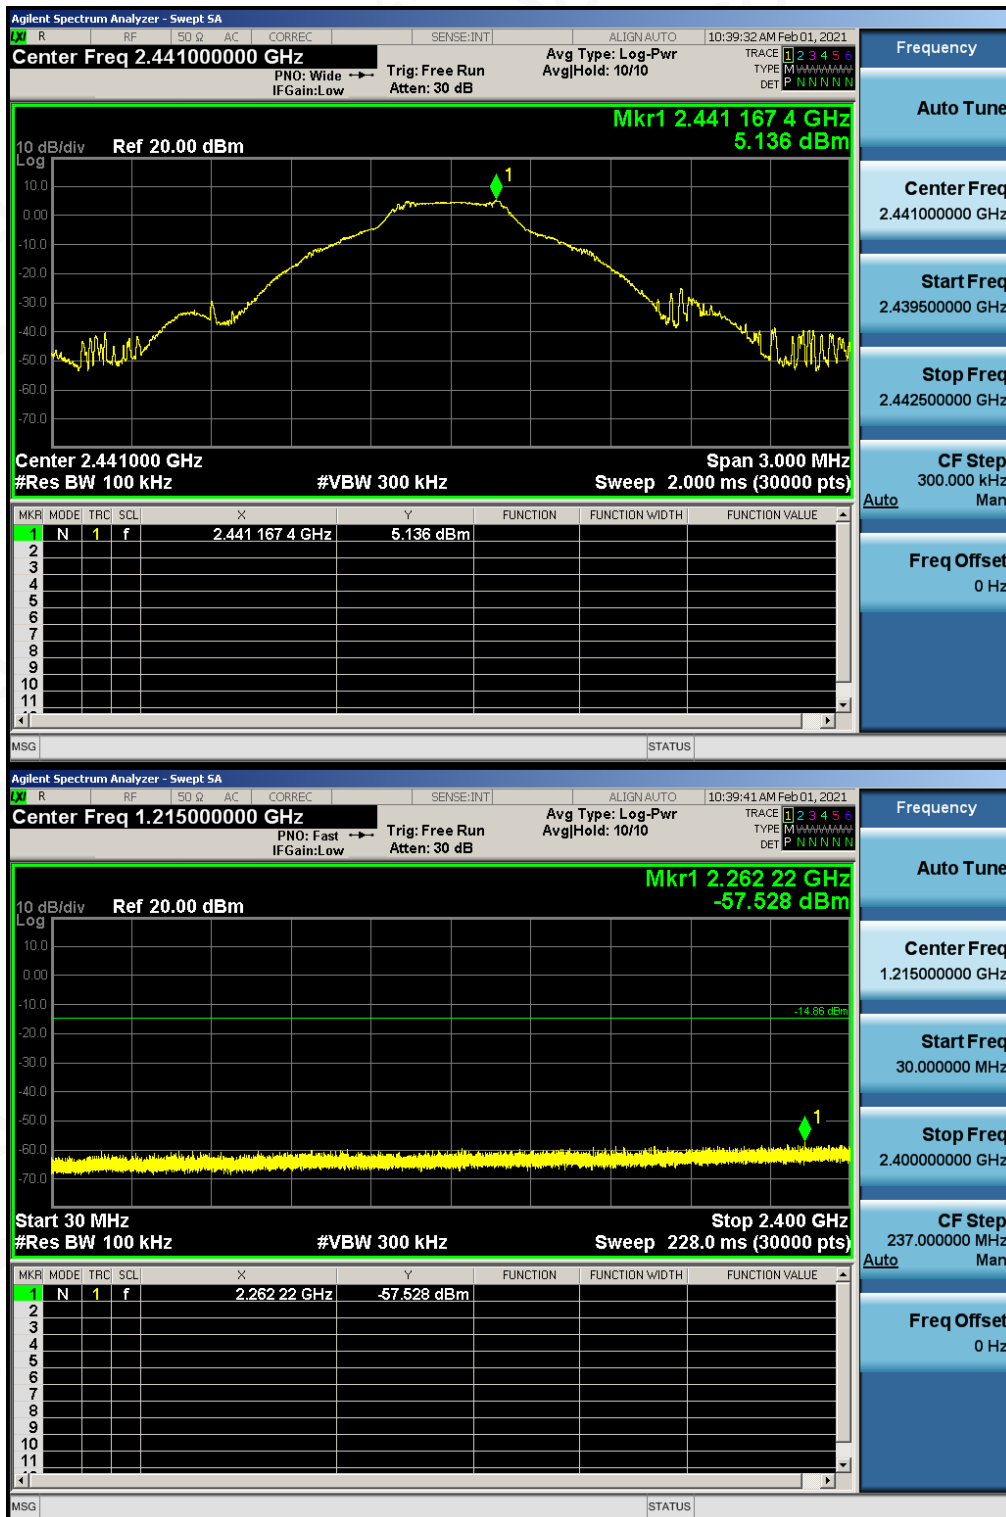 Agilent Spectrum Analyzer - Swept SA
LXI R RF 50 Ω AC CORREC SENSE:INT ALIGN AUTO 10:39:32 AM Feb 01, 2021
Center Freq 2.441000000 GHz
PNO: Wide
IFGain:Low
Trig: Free Run
Atten: 30 dB
Avg Type: Log-Pwr
Avg|Hold: 10/10
TRACE 1 2 3 4 5 6
TYPE M
DET P N N N N N
Mkr1 2.441 167 4 GHz
5.136 dBm
10 dB/div Ref 20.00 dBm
Log
10.0
0.00
-10.0
-20.0
-30.0
-40.0
-50.0
-60.0
-70.0
1
Center 2.441000 GHz Span 3.000 MHz
#Res BW 100 kHz #VBW 300 kHz Sweep 2.000 ms (30000 pts)
MKR MODE TRC SCL X Y FUNCTION FUNCTION WIDTH FUNCTION VALUE
1 N 1 f 2.441 167 4 GHz 5.136 dBm
2
3
4
5
6
7
8
9
10
11
MSG STATUS
Frequency
Auto Tune
Center Freq
2.441000000 GHz
Start Freq
2.439500000 GHz
Stop Freq
2.442500000 GHz
CF Step
300.000 kHz
Auto Man
Freq Offset
0 Hz
Agilent Spectrum Analyzer - Swept SA
LXI R RF 50 Ω AC CORREC SENSE:INT ALIGN AUTO 10:39:41 AM Feb 01, 2021
Center Freq 1.215000000 GHz
PNO: Fast
IFGain:Low
Trig: Free Run
Atten: 30 dB
Avg Type: Log-Pwr
Avg|Hold: 10/10
TRACE 1 2 3 4 5 6
TYPE M
DET P N N N N N
Mkr1 2.262 22 GHz
-57.528 dBm
10 dB/div Ref 20.00 dBm
Log
10.0
0.00
-10.0
-20.0
-30.0
-40.0
-50.0
-60.0
-70.0
-14.86 dBm
1
Start 30 MHz Stop 2.400 GHz
#Res BW 100 kHz #VBW 300 kHz Sweep 228.0 ms (30000 pts)
MKR MODE TRC SCL X Y FUNCTION FUNCTION WIDTH FUNCTION VALUE
1 N 1 f 2.262 22 GHz -57.528 dBm
2
3
4
5
6
7
8
9
10
11
MSG STATUS
Frequency
Auto Tune
Center Freq
1.215000000 GHz
Start Freq
30.000000 MHz
Stop Freq
2.400000000 GHz
CF Step
237.000000 MHz
Auto Man
Freq Offset
0 Hz